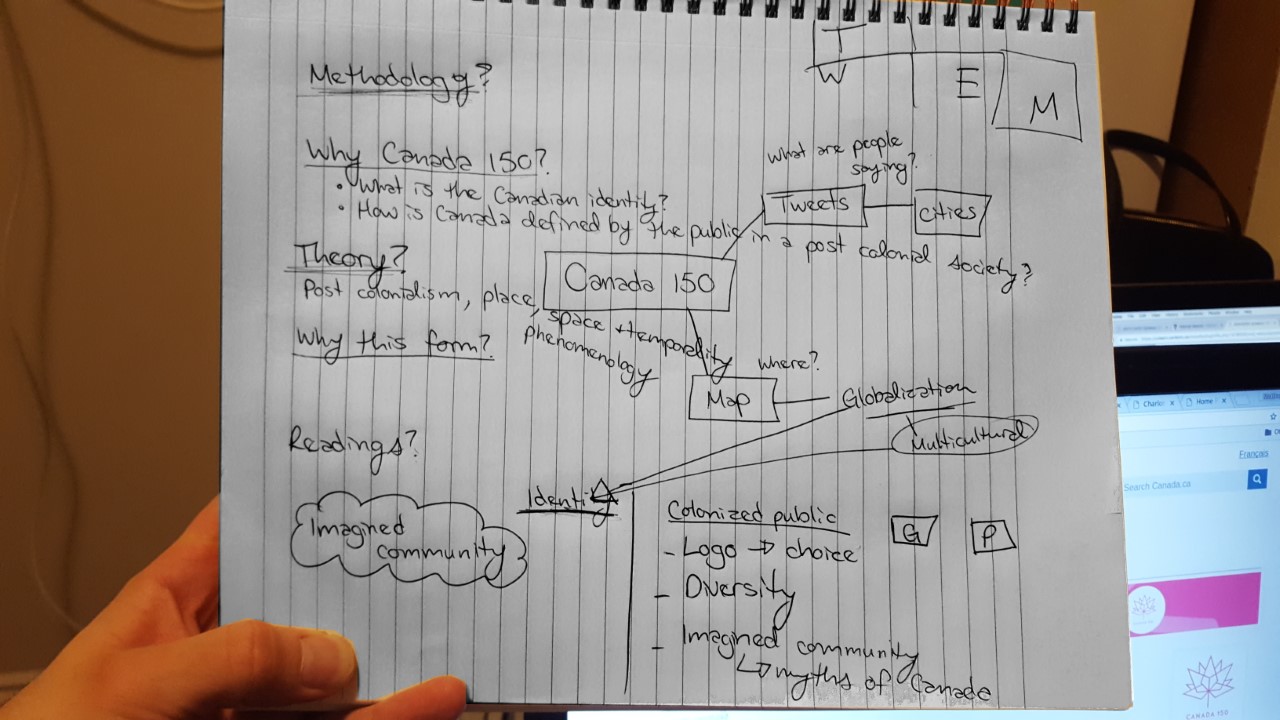 T
W
E
M
Methodology?
Why Canada 150?
• What is the Canadian identity?
• How is Canada defined by the public in a post colonial society?
Theory?
Post colonialism, place, space + temporality
phenomenology
Why this form?
Readings?
Imagined
community
what are people
saying?
Tweets
cities
Canada 150
where?
Map
Globalization
Multicultural
Identity
Colonized public
- Logo → choice
- Diversity
- Imagined community
↳ myths of Canada
G
P
Home
Français
Search Canada.ca
CANADA 150